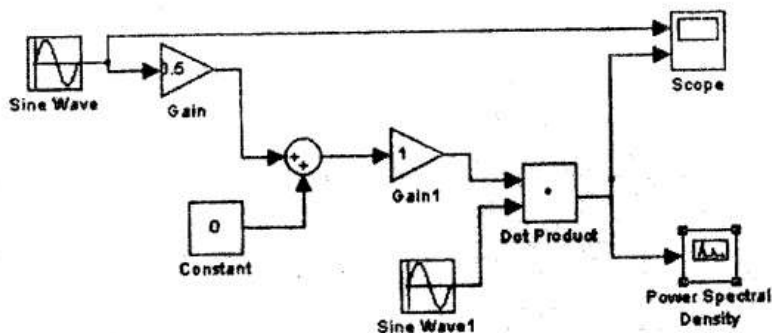 Sine Wave
0.5
Gain
Scope
0
Constant
1
Gain1
Dot Product
Sine Wave1
Power Spectral
Density